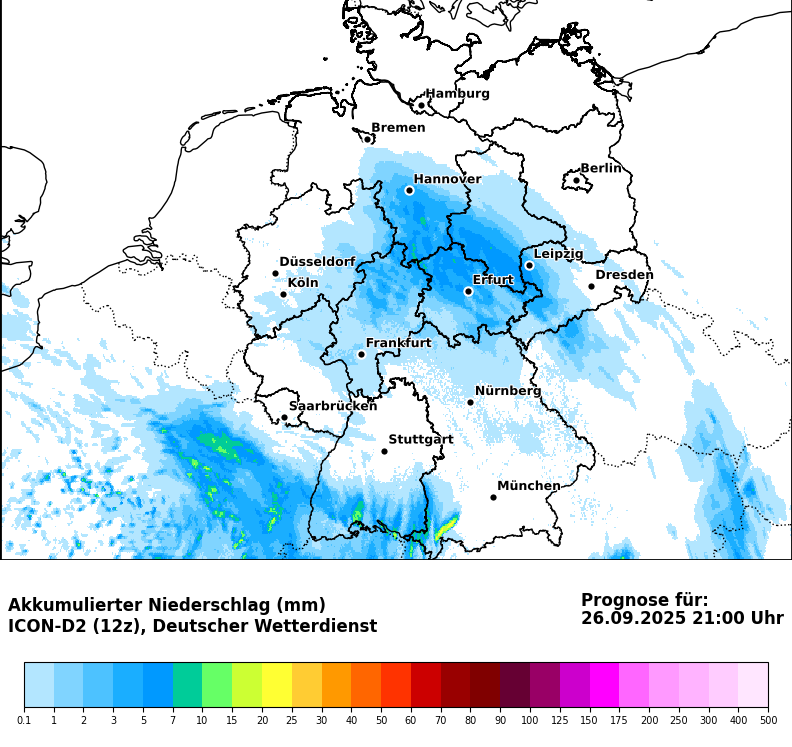 Hamburg
Bremen
Berlin
Hannover
Leipzig
Düsseldorf
Dresden
Köln
Erfurt
Frankfurt
Nürnberg
Saarbrücken
Stuttgart
München
Akkumulierter Niederschlag (mm)
ICON-D2 (12z), Deutscher Wetterdienst
Prognose für:
26.09.2025 21:00 Uhr
0.1 1 2 3 5 7 10 15 20 25 30 40 50 60 70 80 90 100 125 150 175 200 250 300 400 500